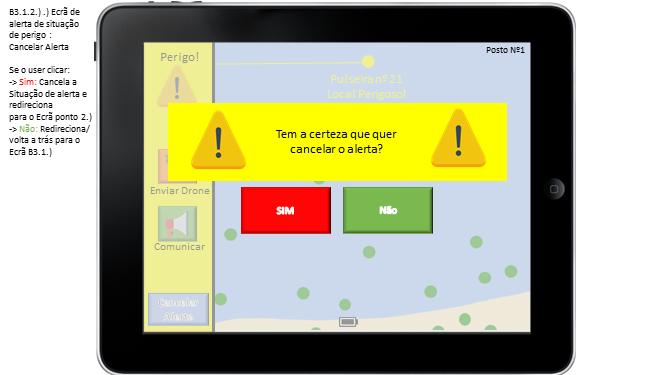 B3.1.2.) .) Ecrã de
alerta de situação
de perigo :
Cancelar Alerta
Se o user clicar:
-> Sim: Cancela a
Situação de alerta e
redireciona
para o Ecrã ponto 2.)
-> Não: Redireciona/
volta a trás para o
Ecrã B3.1.)
Posto Nº1
Perigo!
Pulseira nº21
Local Perigoso!
Tem a certeza que quer
cancelar o alerta?
Enviar Drone
SIM
Não
Comunicar
Cancelar
Alerta